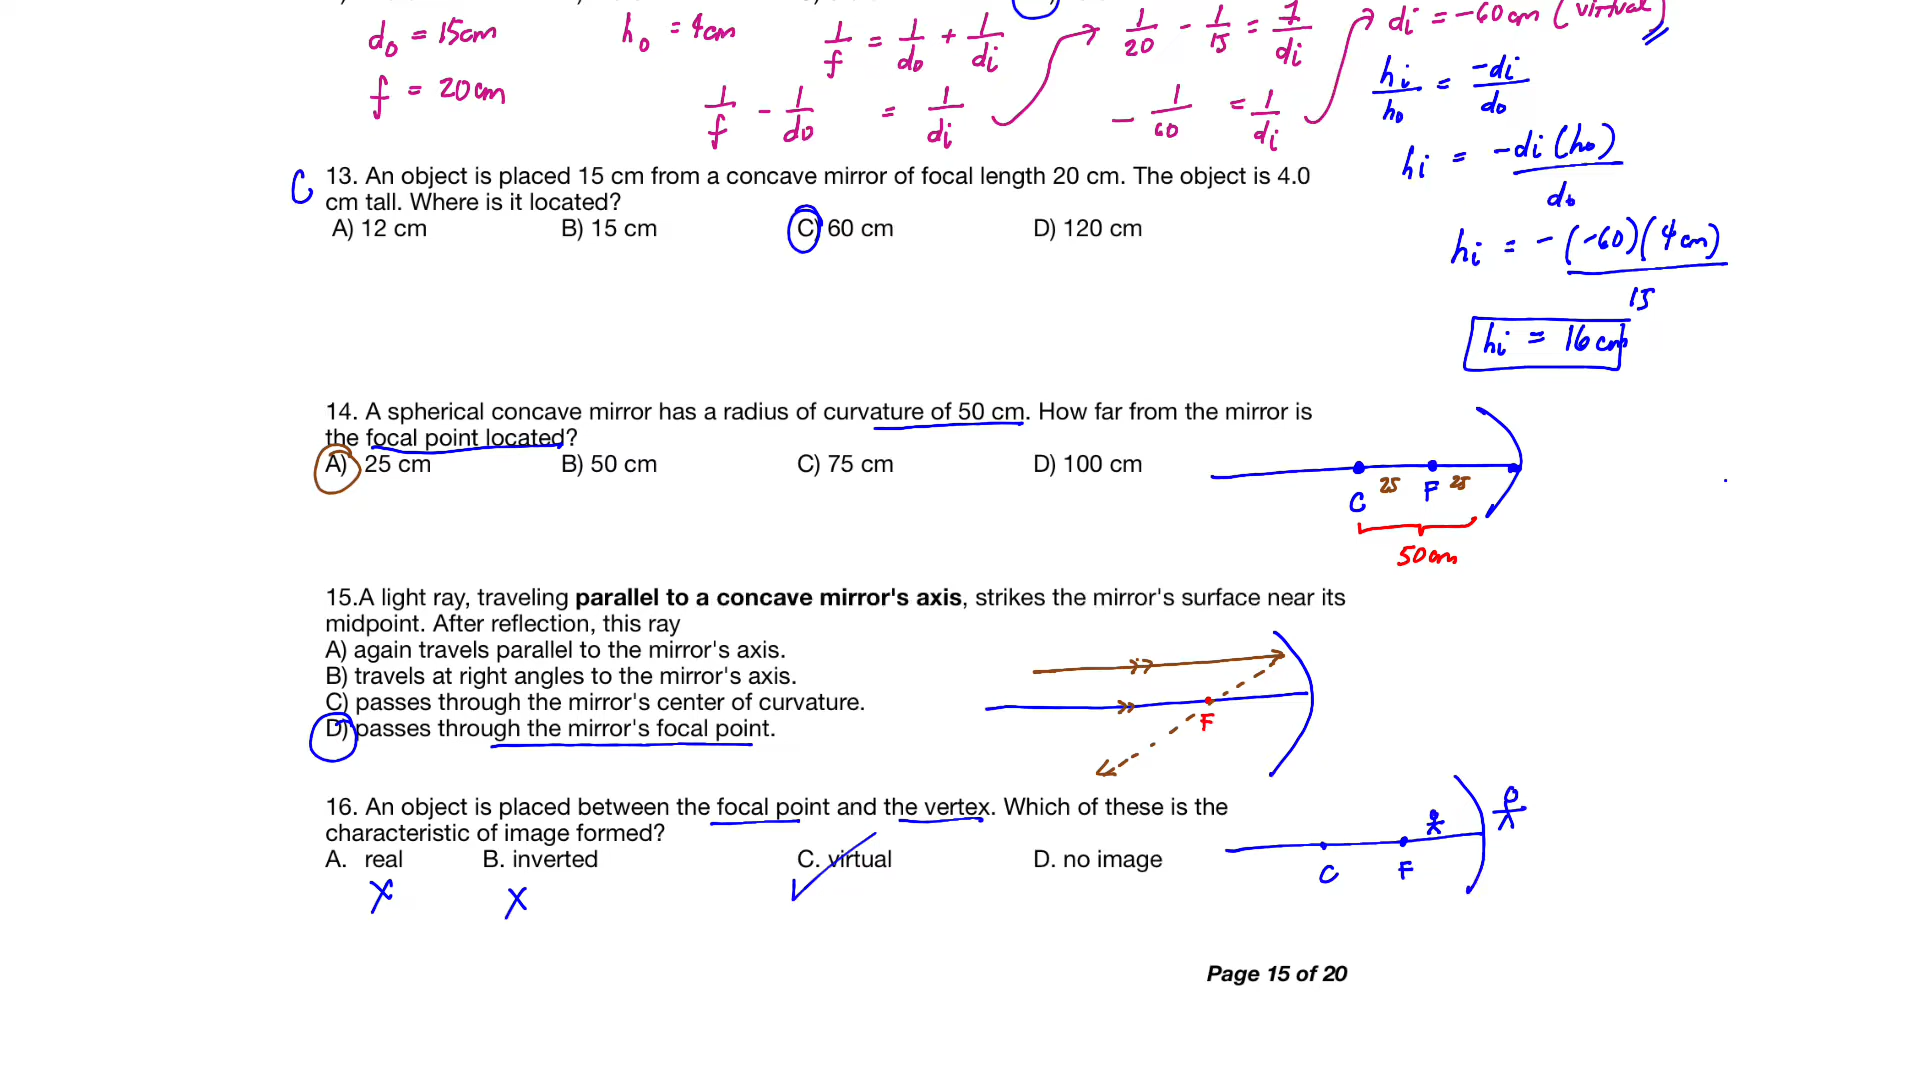 do = 15cm
ho = 4cm
1/f = 1/do + 1/di
1/20 - 1/15 = 1/di
di = -60cm (virtual)
f = 20cm
1/f - 1/do = 1/di
- 1/60 = 1/di
hi/ho = -di/do
hi = -di(ho)/do
C 13. An object is placed 15 cm from a concave mirror of focal length 20 cm. The object is 4.0
cm tall. Where is it located?
A) 12 cm B) 15 cm C) 60 cm D) 120 cm
hi = -(-60)(4cm)/15
hi = 16cm
14. A spherical concave mirror has a radius of curvature of 50 cm. How far from the mirror is
the focal point located?
A) 25 cm B) 50 cm C) 75 cm D) 100 cm
C 25 F 25
50cm
15.A light ray, traveling parallel to a concave mirror's axis, strikes the mirror's surface near its
midpoint. After reflection, this ray
A) again travels parallel to the mirror's axis.
B) travels at right angles to the mirror's axis.
C) passes through the mirror's center of curvature.
D) passes through the mirror's focal point.
F
16. An object is placed between the focal point and the vertex. Which of these is the
characteristic of image formed?
A. real B. inverted C. virtual D. no image
C F
X X
Page 15 of 20